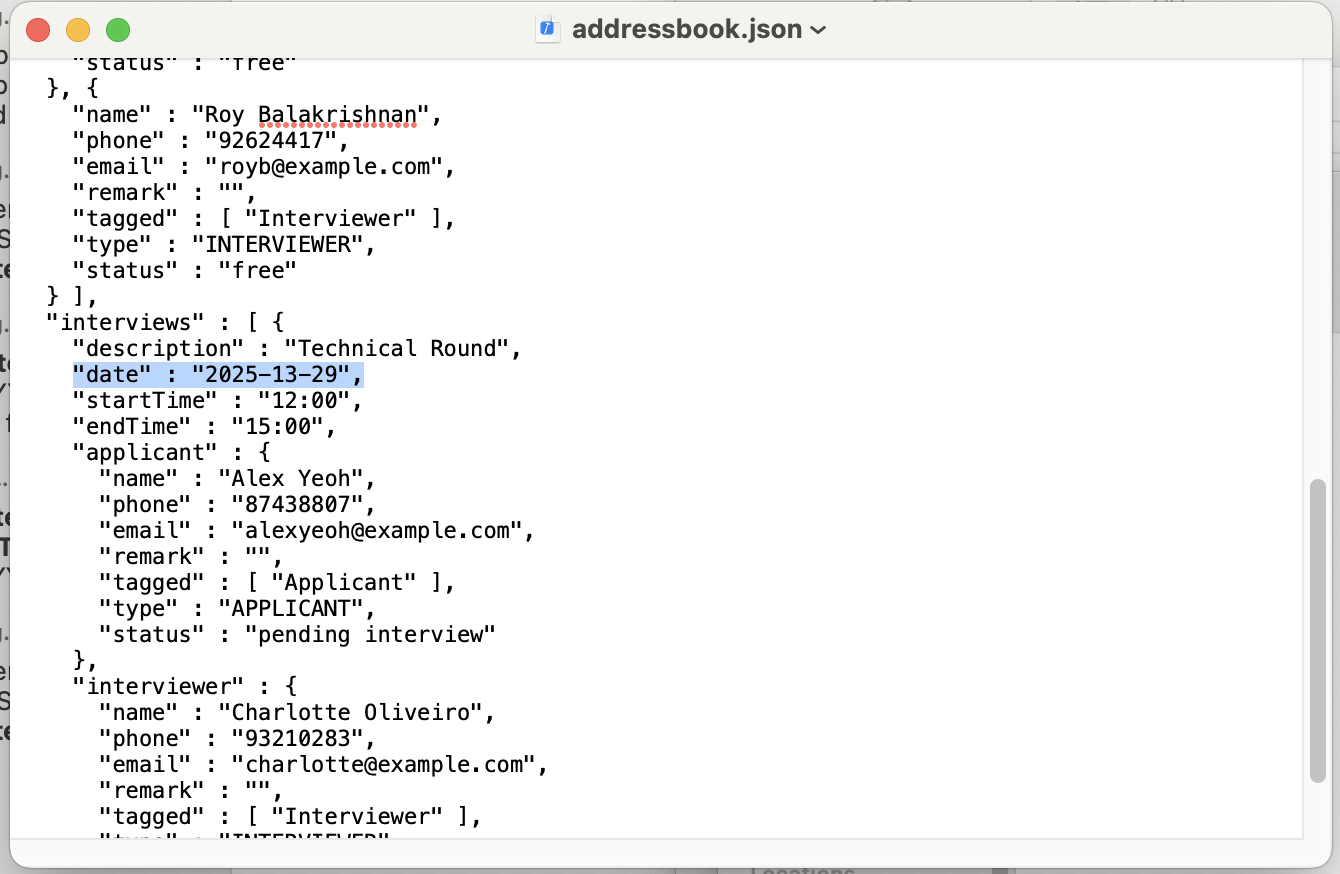 addressbook.json
"status" : "free"
}, {
"name" : "Roy Balakrishnan",
"phone" : "92624417",
"email" : "royb@example.com",
"remark" : "",
"tagged" : [ "Interviewer" ],
"type" : "INTERVIEWER",
"status" : "free"
} ],
"interviews" : [ {
"description" : "Technical Round",
"date" : "2025-13-29",
"startTime" : "12:00",
"endTime" : "15:00",
"applicant" : {
"name" : "Alex Yeoh",
"phone" : "87438807",
"email" : "alexyeoh@example.com",
"remark" : "",
"tagged" : [ "Applicant" ],
"type" : "APPLICANT",
"status" : "pending interview"
},
"interviewer" : {
"name" : "Charlotte Oliveiro",
"phone" : "93210283",
"email" : "charlotte@example.com",
"remark" : "",
"tagged" : [ "Interviewer" ],
"type" : "INTERVIEWER"
Locations